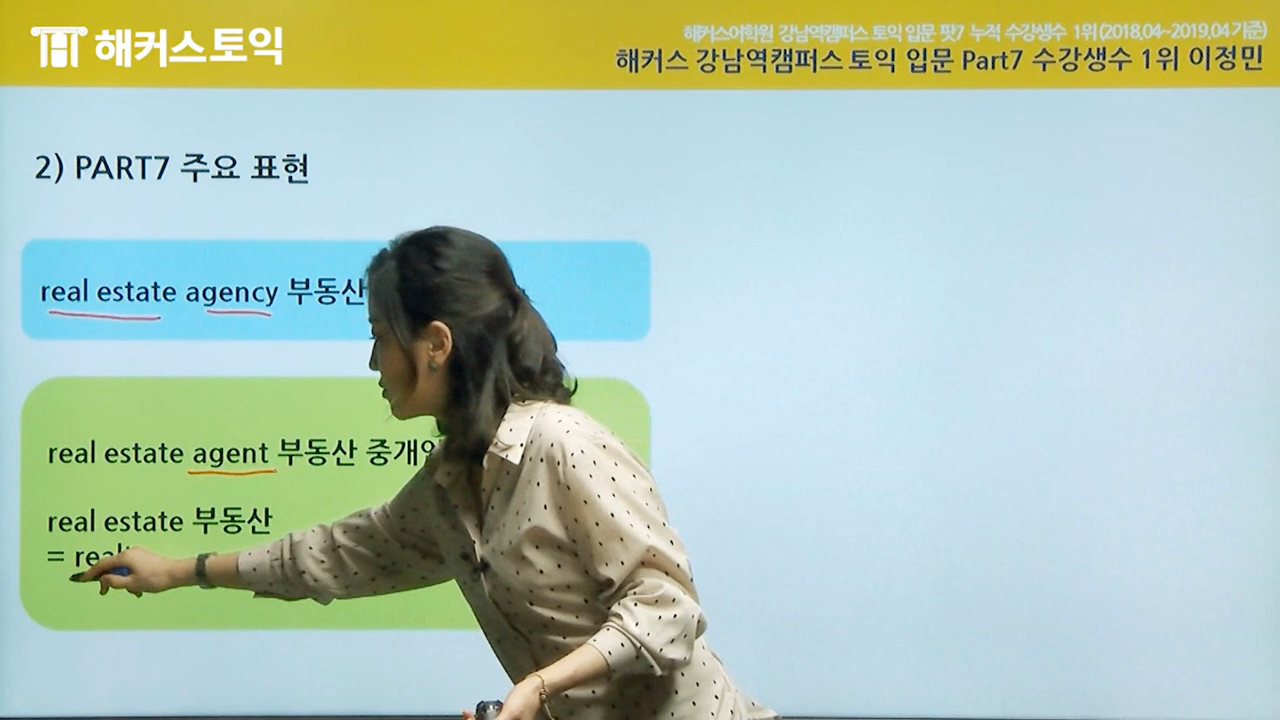 해커스토익
해커스어학원 강남역캠퍼스 토익 입문 팟7 누적 수강생수 1위(2018.04~2019.04 기준)
해커스 강남역캠퍼스 토익 입문 Part7 수강생수 1위 이정민
2) PART7 주요 표현
real estate agency 부동산
real estate agent 부동산
real estate 부동산
=